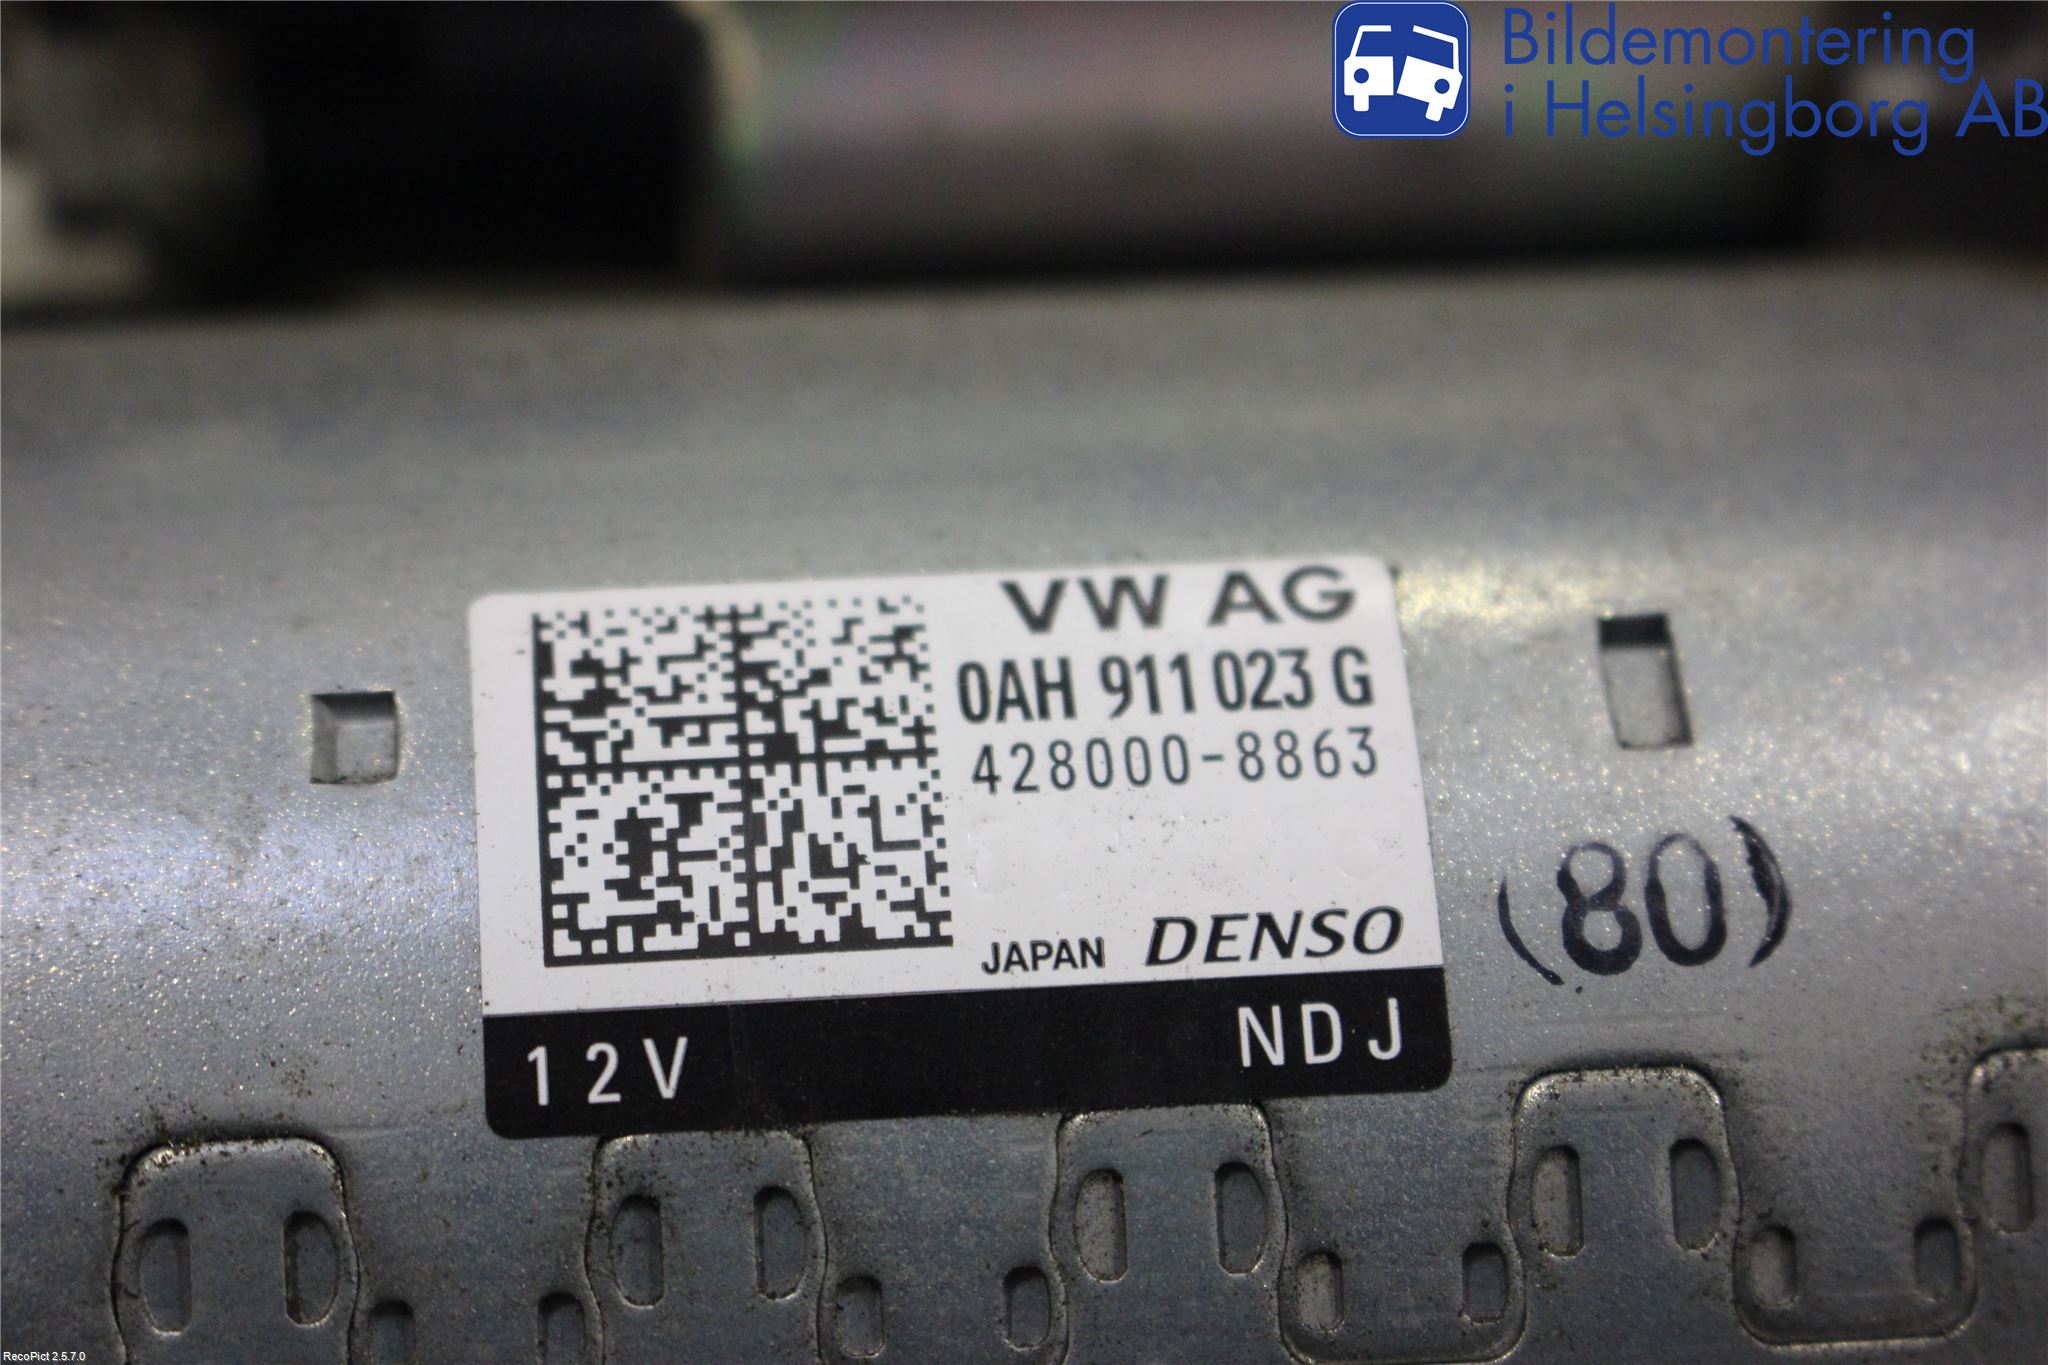 Bildemontering
i Helsingborg AB
VW AG
0AH 911 023 G
428000-8863
JAPAN DENSO
12V NDJ
(80)
RecoPict 2.5.7.0